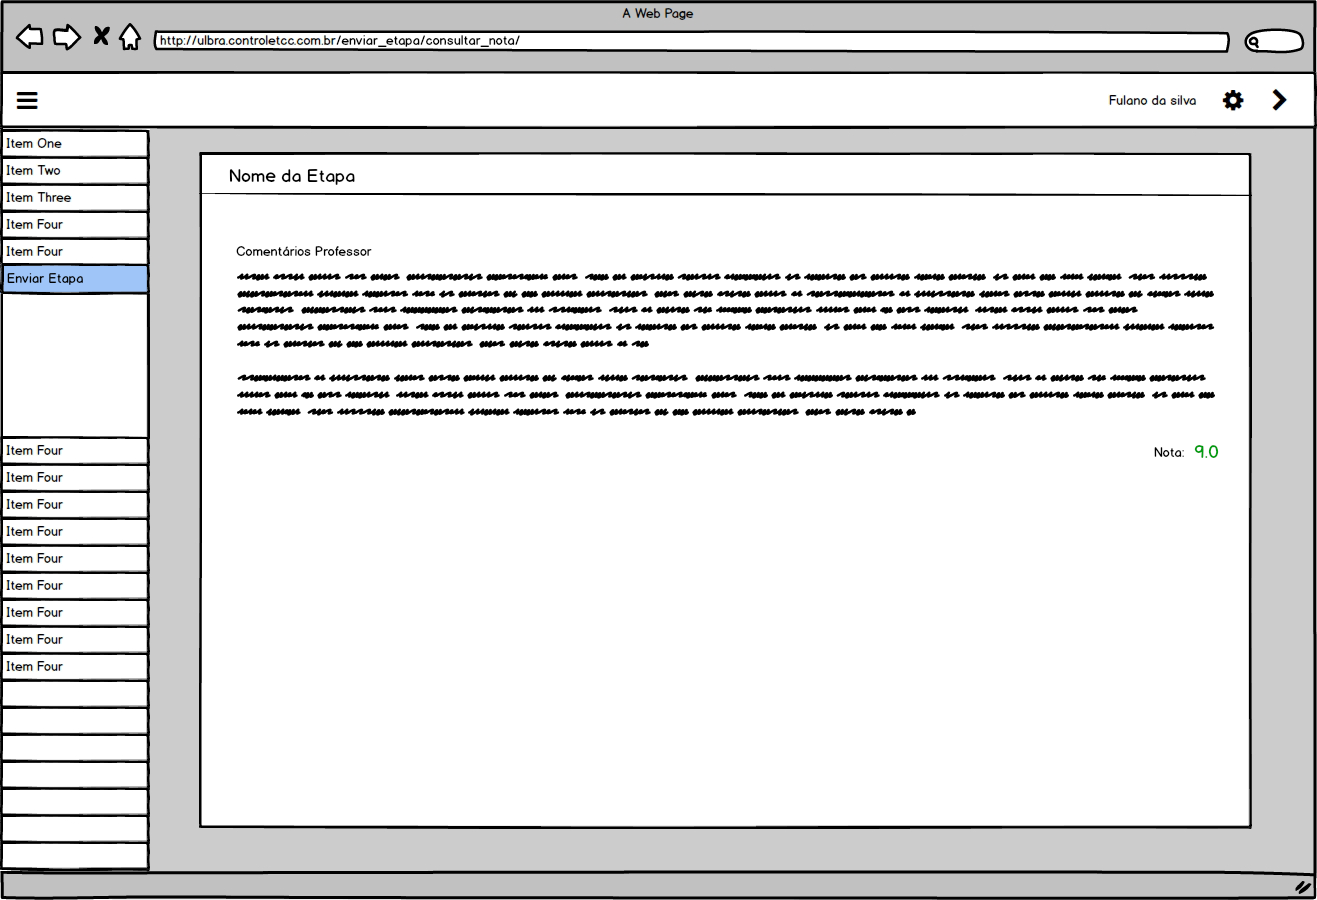 A Web Page
http://ulbra.controletcc.com.br/enviar_etapa/consultar_nota/
Fulano da silva
Item One
Item Two
Item Three
Item Four
Item Four
Enviar Etapa
Item Four
Item Four
Item Four
Item Four
Item Four
Item Four
Item Four
Item Four
Item Four
Nome da Etapa
Comentários Professor
Nota: 9.0